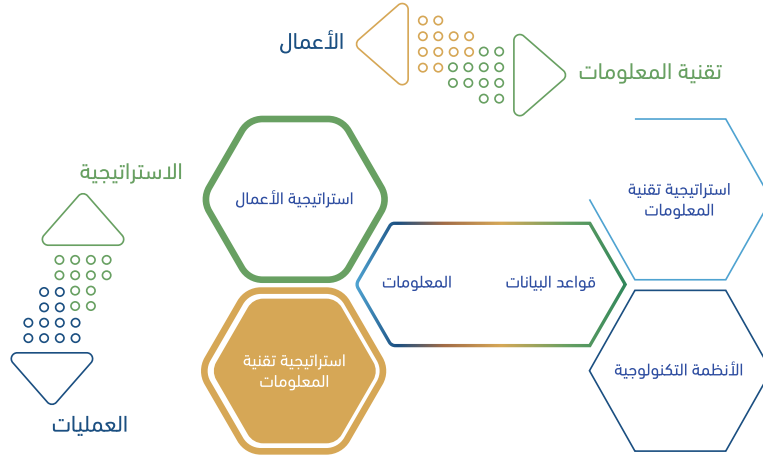 الأعمال
تقنية المعلومات
الاستراتيجية
استراتيجية تقنية
المعلومات
استراتيجية الأعمال
قواعد البيانات
المعلومات
الأنظمة التكنولوجية
استراتيجية تقنية
المعلومات
العمليات